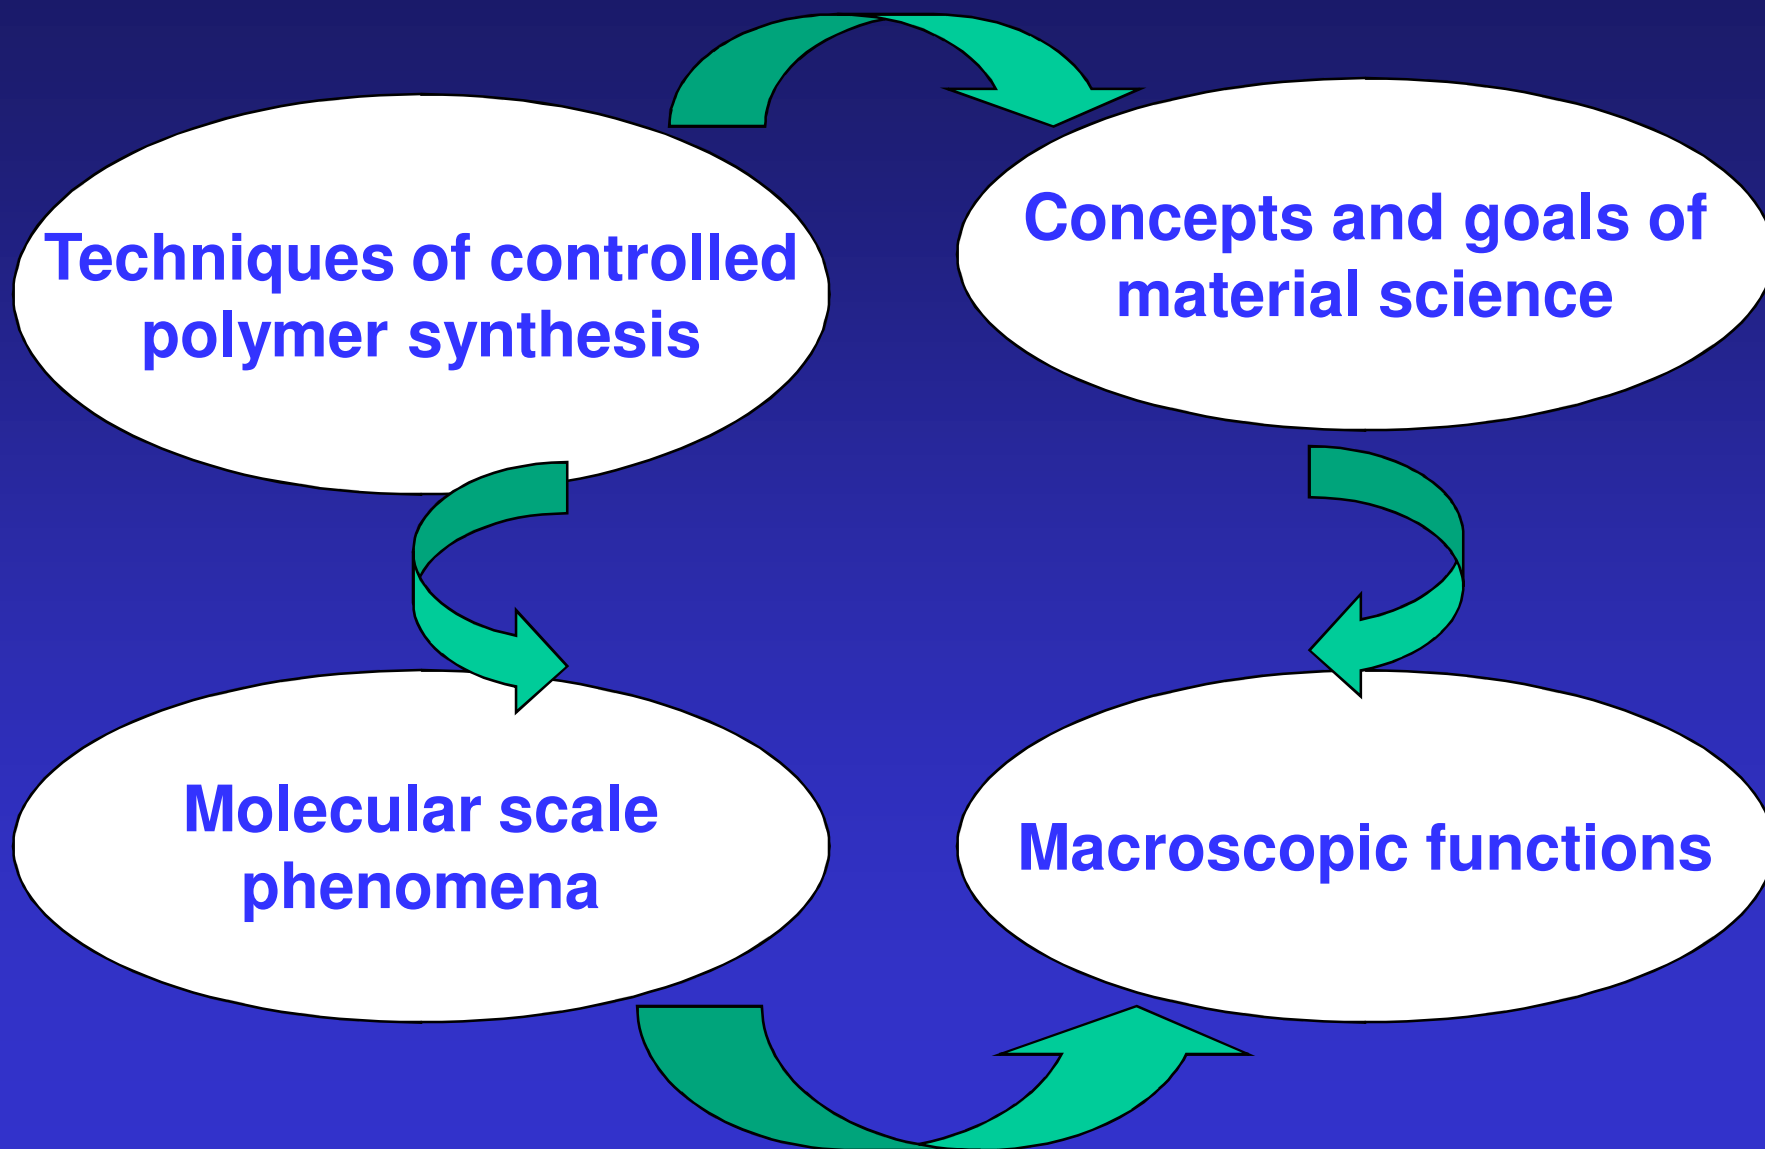 Techniques of controlled
polymer synthesis
Concepts and goals of
material science
Molecular scale
phenomena
Macroscopic functions